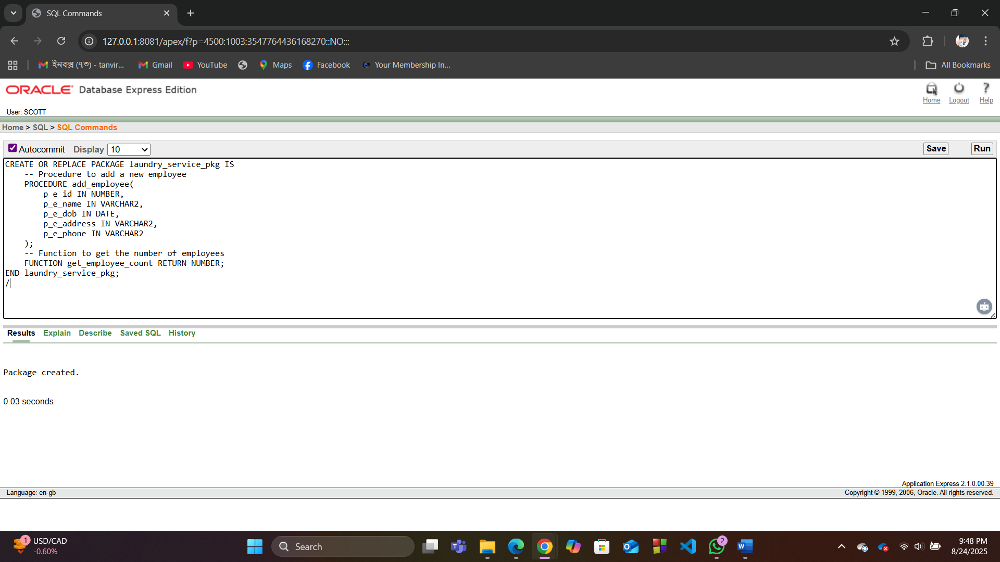 SQL Commands
127.0.0.1:8081/apex/f?p=4500:1003:3547764436168270::NO:::
ইনবক্স (৭৩) - tanvir...
Gmail
YouTube
Maps
Facebook
Your Membership In...
All Bookmarks
ORACLE Database Express Edition
Home
Logout
Help
User: SCOTT
Home > SQL > SQL Commands
Autocommit Display 10
Save
Run
CREATE OR REPLACE PACKAGE laundry_service_pkg IS
-- Procedure to add a new employee
PROCEDURE add_employee(
p_e_id IN NUMBER,
p_e_name IN VARCHAR2,
p_e_dob IN DATE,
p_e_address IN VARCHAR2,
p_e_phone IN VARCHAR2
);
-- Function to get the number of employees
FUNCTION get_employee_count RETURN NUMBER;
END laundry_service_pkg;
/
Results Explain Describe Saved SQL History
Package created.
0.03 seconds
Application Express 2.1.0.00.39
Language: en-gb
Copyright © 1999, 2006, Oracle. All rights reserved.
1
USD/CAD
-0.60%
Search
2
9:48 PM
8/24/2025